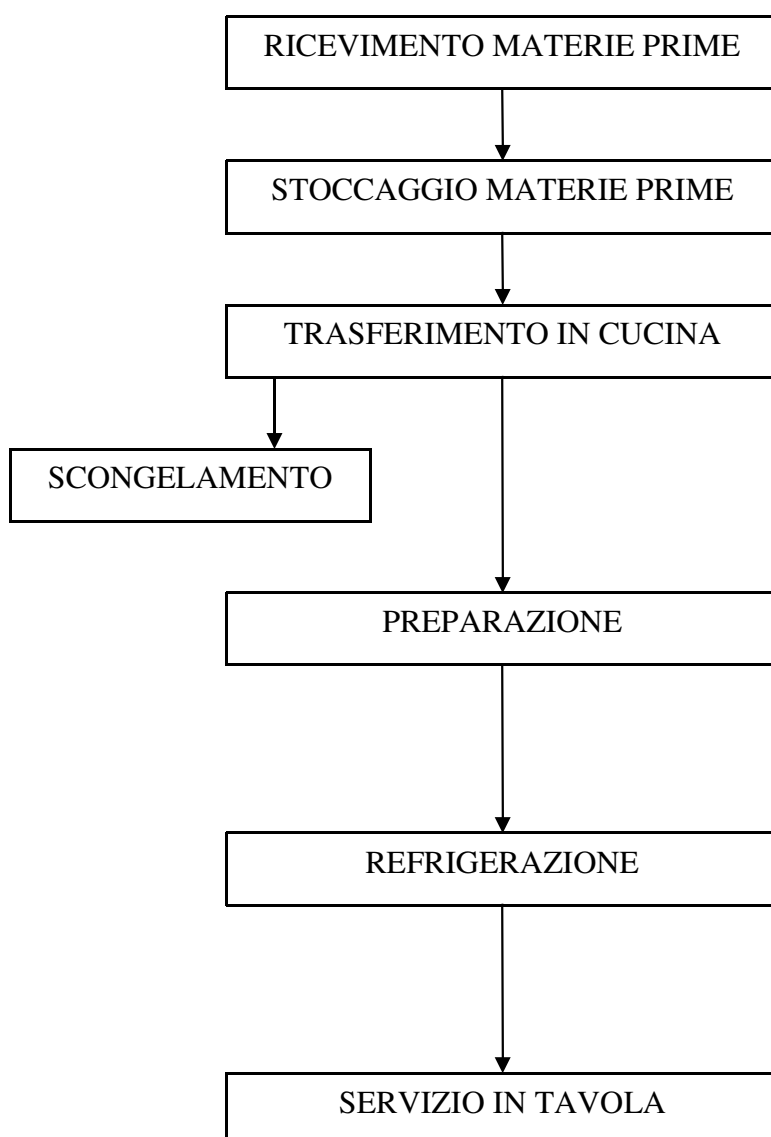 RICEVIMENTO MATERIE PRIME
STOCCAGGIO MATERIE PRIME
TRASFERIMENTO IN CUCINA
SCONGELAMENTO
PREPARAZIONE
REFRIGERAZIONE
SERVIZIO IN TAVOLA